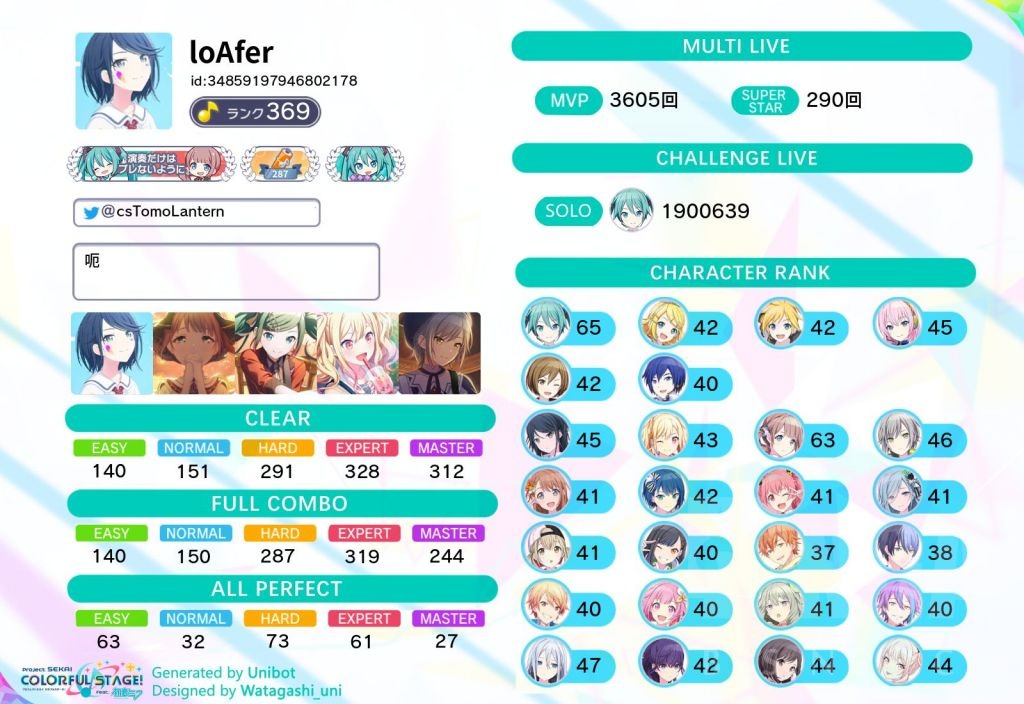 loAfer
id:34859197946802178
ランク369
演奏だけは
ブレないように
287
@csTomoLantern
呃
CLEAR
EASY NORMAL HARD EXPERT MASTER
140 151 291 328 312
FULL COMBO
EASY NORMAL HARD EXPERT MASTER
140 150 287 319 244
ALL PERFECT
EASY NORMAL HARD EXPERT MASTER
63 32 73 61 27
Project SEKAI
COLORFUL STAGE!
feat. 初音ミク
Generated by Unibot
Designed by Watagashi_uni
MULTI LIVE
MVP 3605回 SUPER STAR 290回
CHALLENGE LIVE
SOLO 1900639
CHARACTER RANK
65 42 42 45
42 40
45 43 63 46
41 42 41 41
41 40 37 38
40 40 41 40
47 42 44 44